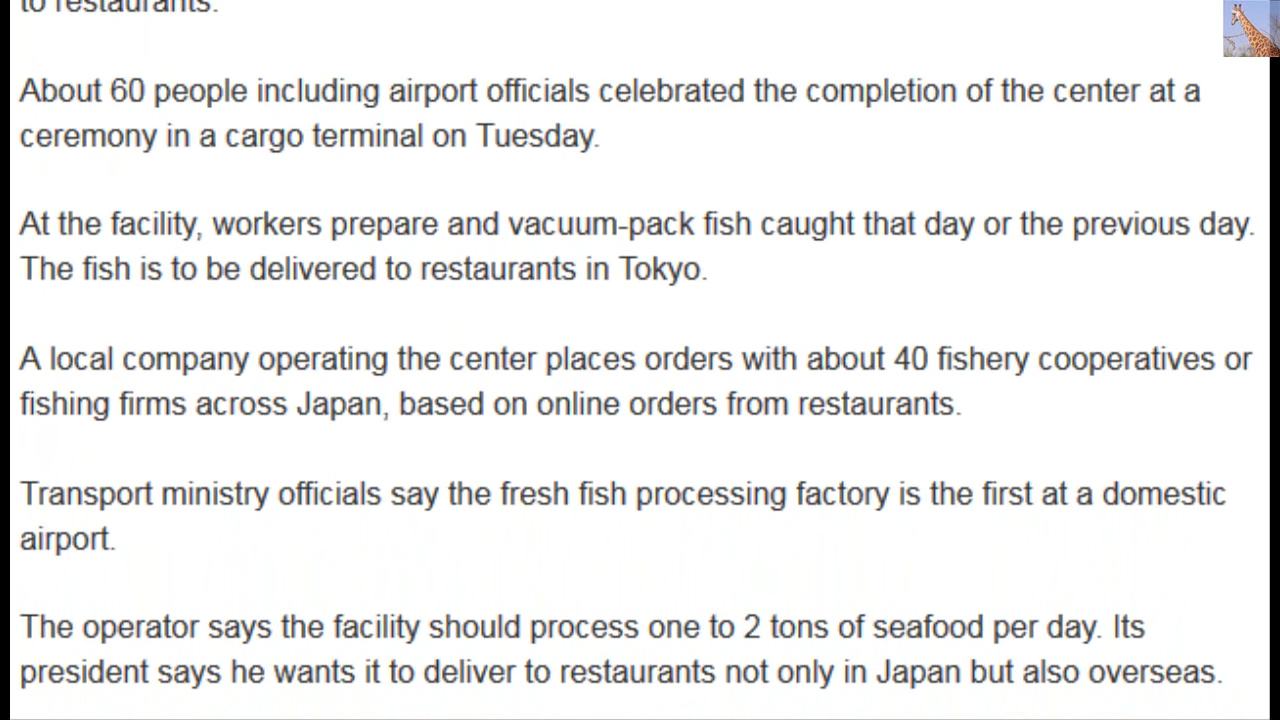 to restaurants.
About 60 people including airport officials celebrated the completion of the center at a
ceremony in a cargo terminal on Tuesday.
At the facility, workers prepare and vacuum-pack fish caught that day or the previous day.
The fish is to be delivered to restaurants in Tokyo.
A local company operating the center places orders with about 40 fishery cooperatives or
fishing firms across Japan, based on online orders from restaurants.
Transport ministry officials say the fresh fish processing factory is the first at a domestic
airport.
The operator says the facility should process one to 2 tons of seafood per day. Its
president says he wants it to deliver to restaurants not only in Japan but also overseas.